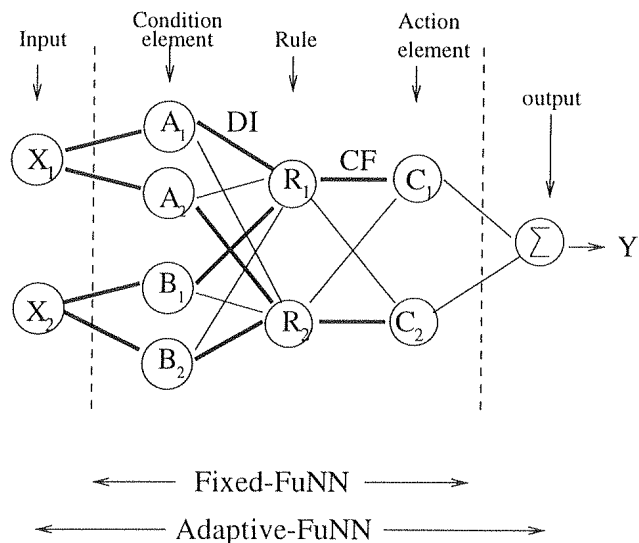 Input
Condition
element
Rule
Action
element
output
X1
X2
A1
A2
B1
B2
DI
R1
R2
CF
C1
C2
Σ
Y
Fixed-FuNN
Adaptive-FuNN